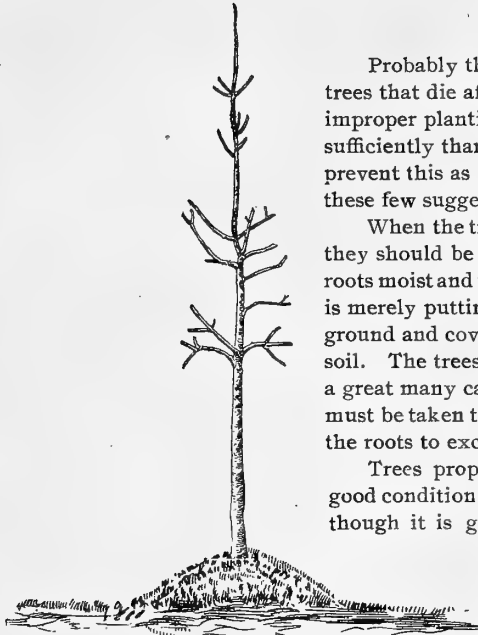 Probably th
trees that die af
improper planti
sufficiently than
prevent this as
these few sugge
When the tr
they should be
roots moist and
is merely puttin
ground and cov
soil. The trees
a great many ca
must be taken t
the roots to exc
Trees prop
good condition
though it is g